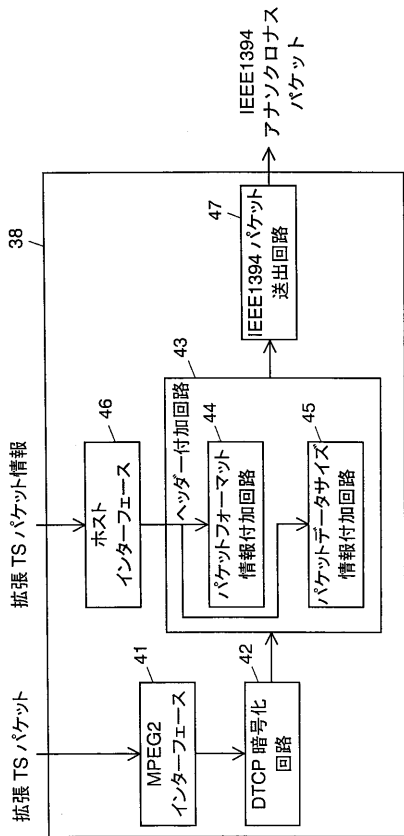 拡張 TS パケット
拡張 TS パケット情報
38
41
MPEG2
インターフェース
42
DTCP 暗号化
回路
46
ホスト
インターフェース
43
ヘッダー付加回路
44
パケットフォーマット
情報付加回路
45
パケットデータサイズ
情報付加回路
47
IEEE1394 パケット
送出回路
IEEE1394
アナソクロナス
パケット